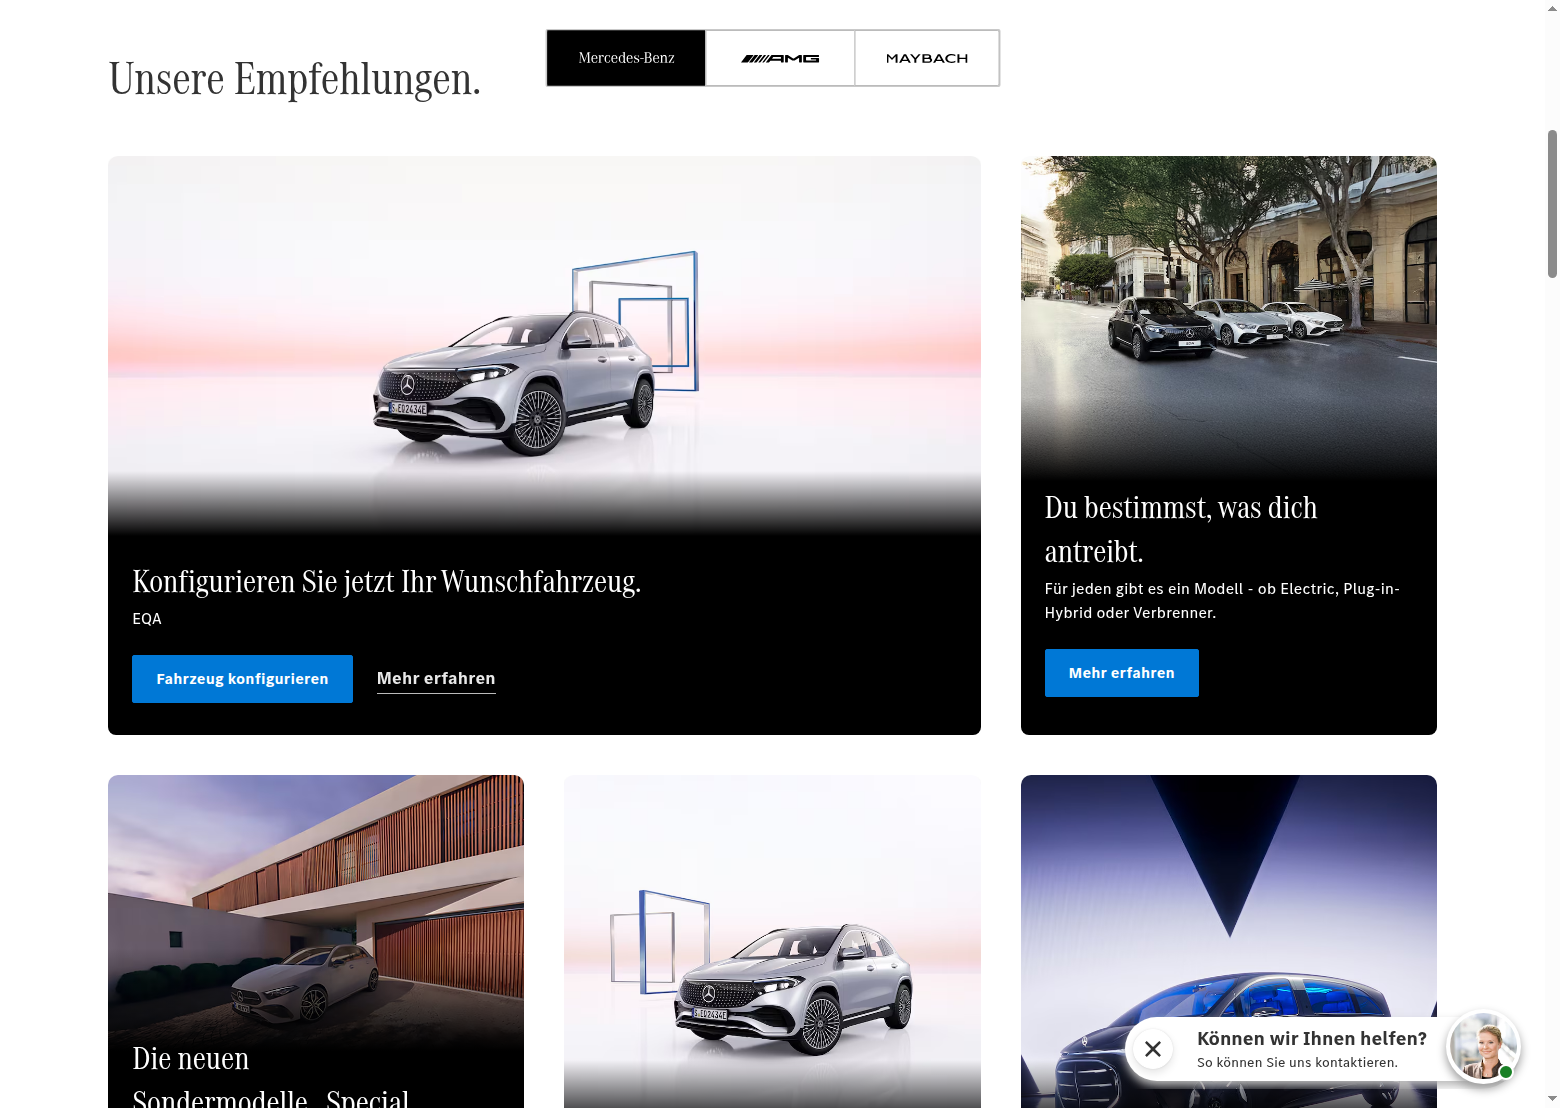 Unsere Empfehlungen.
Mercedes-Benz
AMG
MAYBACH
S·EQ2434E
Konfigurieren Sie jetzt Ihr Wunschfahrzeug.
EQA
Fahrzeug konfigurieren
Mehr erfahren
Du bestimmst, was dich
antreibt.
Für jeden gibt es ein Modell - ob Electric, Plug-in-
Hybrid oder Verbrenner.
Mehr erfahren
Die neuen
Sondermodelle „Special
S·EQ2434E
Können wir Ihnen helfen?
So können Sie uns kontaktieren.